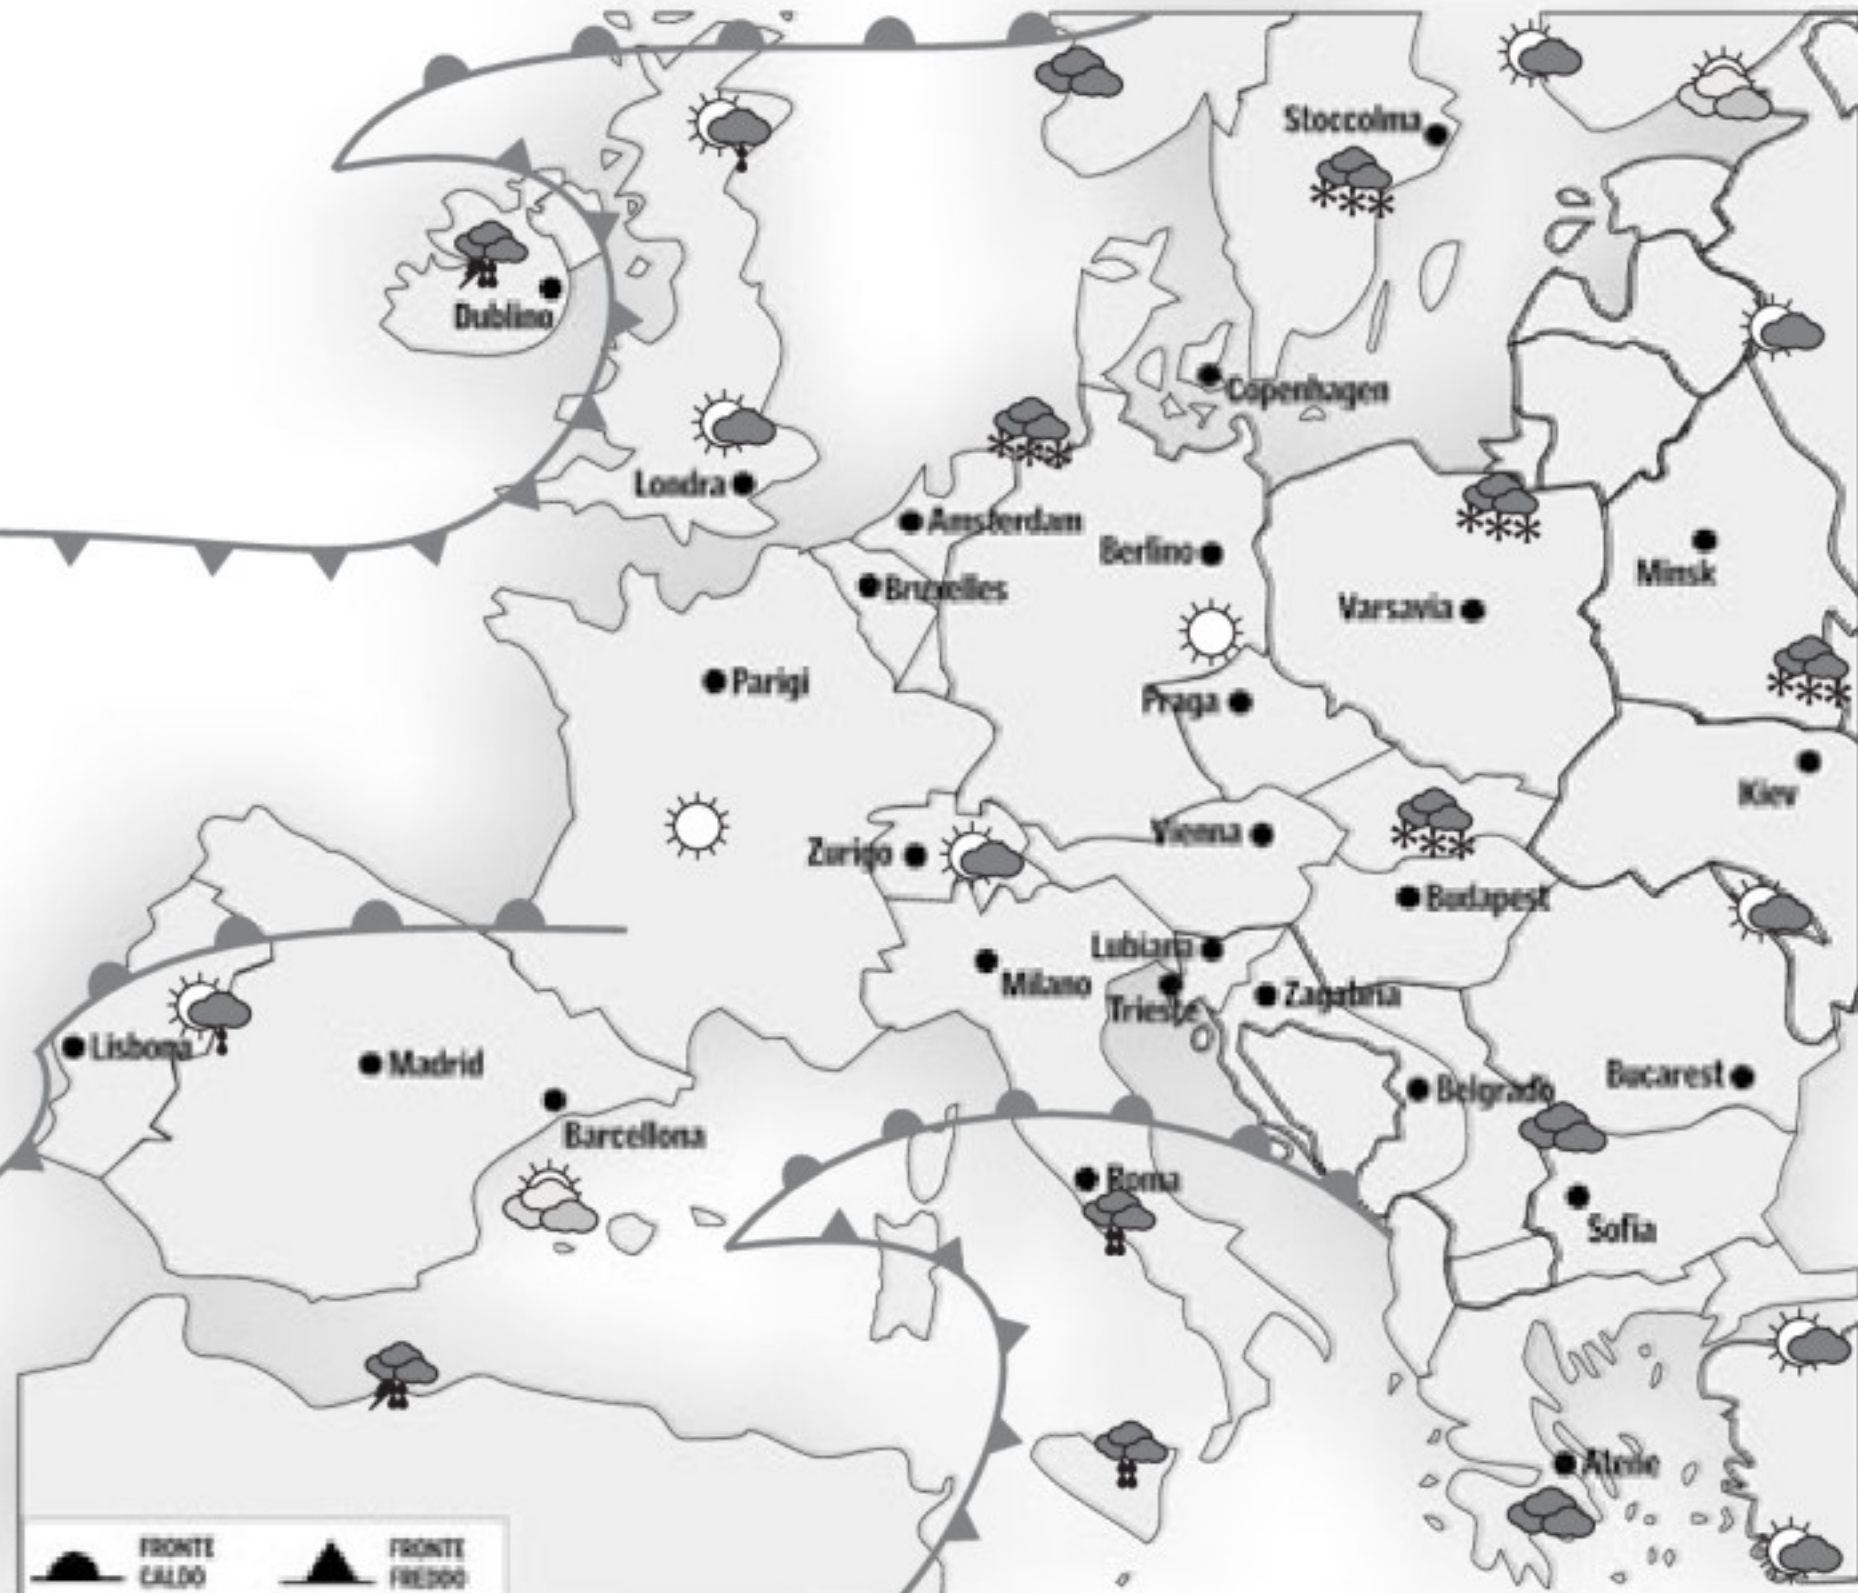 Stoccolma
Dublino
Copenhagen
Londra
Amsterdam
Berlino
Bruxelles
Minsk
Varsavia
Parigi
Praga
Kiev
Vienna
Zurigo
Budapest
Lubiana
Milano
Trieste
Zagabria
Lisbona
Madrid
Bucarest
Belgrado
Barcellona
Roma
Sofia
Atene
FRONTE
CALDO
FRONTE
FREDDO